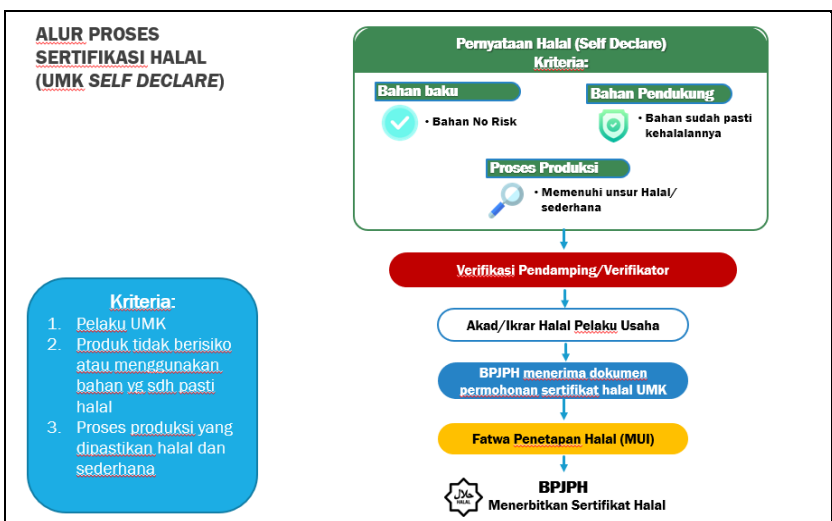 ALUR PROSES
SERTIFIKASI HALAL
(UMK SELF DECLARE)
Pernyataan Halal (Self Declare)
Kriteria:
Bahan baku
• Bahan No Risk
Bahan Pendukung
• Bahan sudah pasti
kehalalannya
Proses Produksi
• Memenuhi unsur Halal/
sederhana
Verifikasi Pendamping/Verifikator
Akad/Ikrar Halal Pelaku Usaha
BPJPH menerima dokumen
permohonan sertifikat halal UMK
Fatwa Penetapan Halal (MUI)
حلال
HALAL
BPJPH
Menerbitkan Sertifikat Halal
Kriteria:
1. Pelaku UMK
2. Produk tidak berisiko
atau menggunakan
bahan yg sdh pasti
halal
3. Proses produksi yang
dipastikan halal dan
sederhana